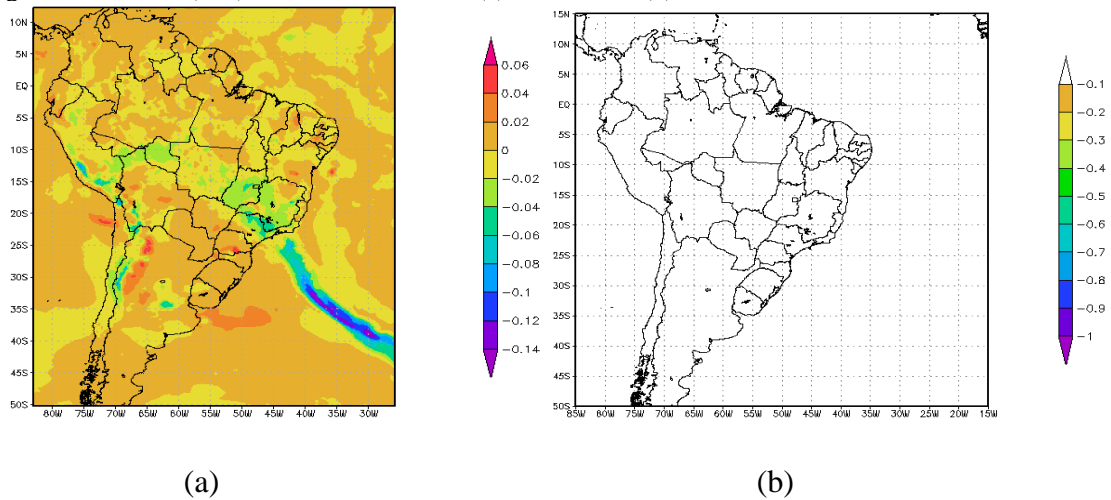 10N
5N
EQ
5S
10S
15S
20S
25S
30S
35S
40S
45S
50S
80W 75W 70W 65W 60W 55W 50W 45W 40W 35W 30W
0.06
0.04
0.02
0
-0.02
-0.04
-0.06
-0.08
-0.1
-0.12
-0.14
(a)
15N
10N
5N
EQ
5S
10S
15S
20S
25S
30S
35S
40S
45S
50S
85W 80W 75W 70W 65W 60W 55W 50W 45W 40W 35W 30W 25W 20W 15W
-0.1
-0.2
-0.3
-0.4
-0.5
-0.6
-0.7
-0.8
-0.9
-1
(b)